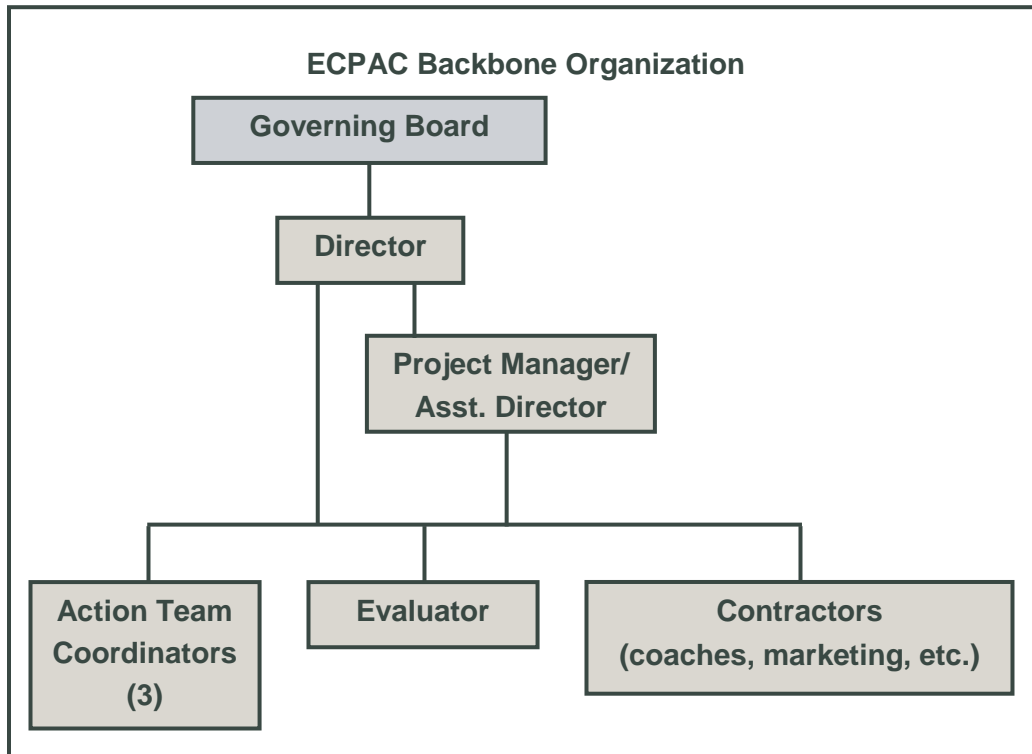 ECPAC Backbone Organization
Governing Board
Director
Project Manager/
Asst. Director
Action Team
Coordinators
(3)
Evaluator
Contractors
(coaches, marketing, etc.)